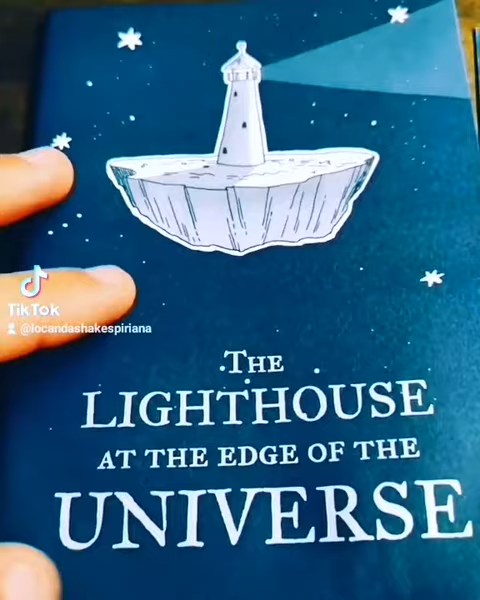 TikTok
@locandashakespiriana
THE
LIGHTHOUSE
AT THE EDGE OF THE
UNIVERSE